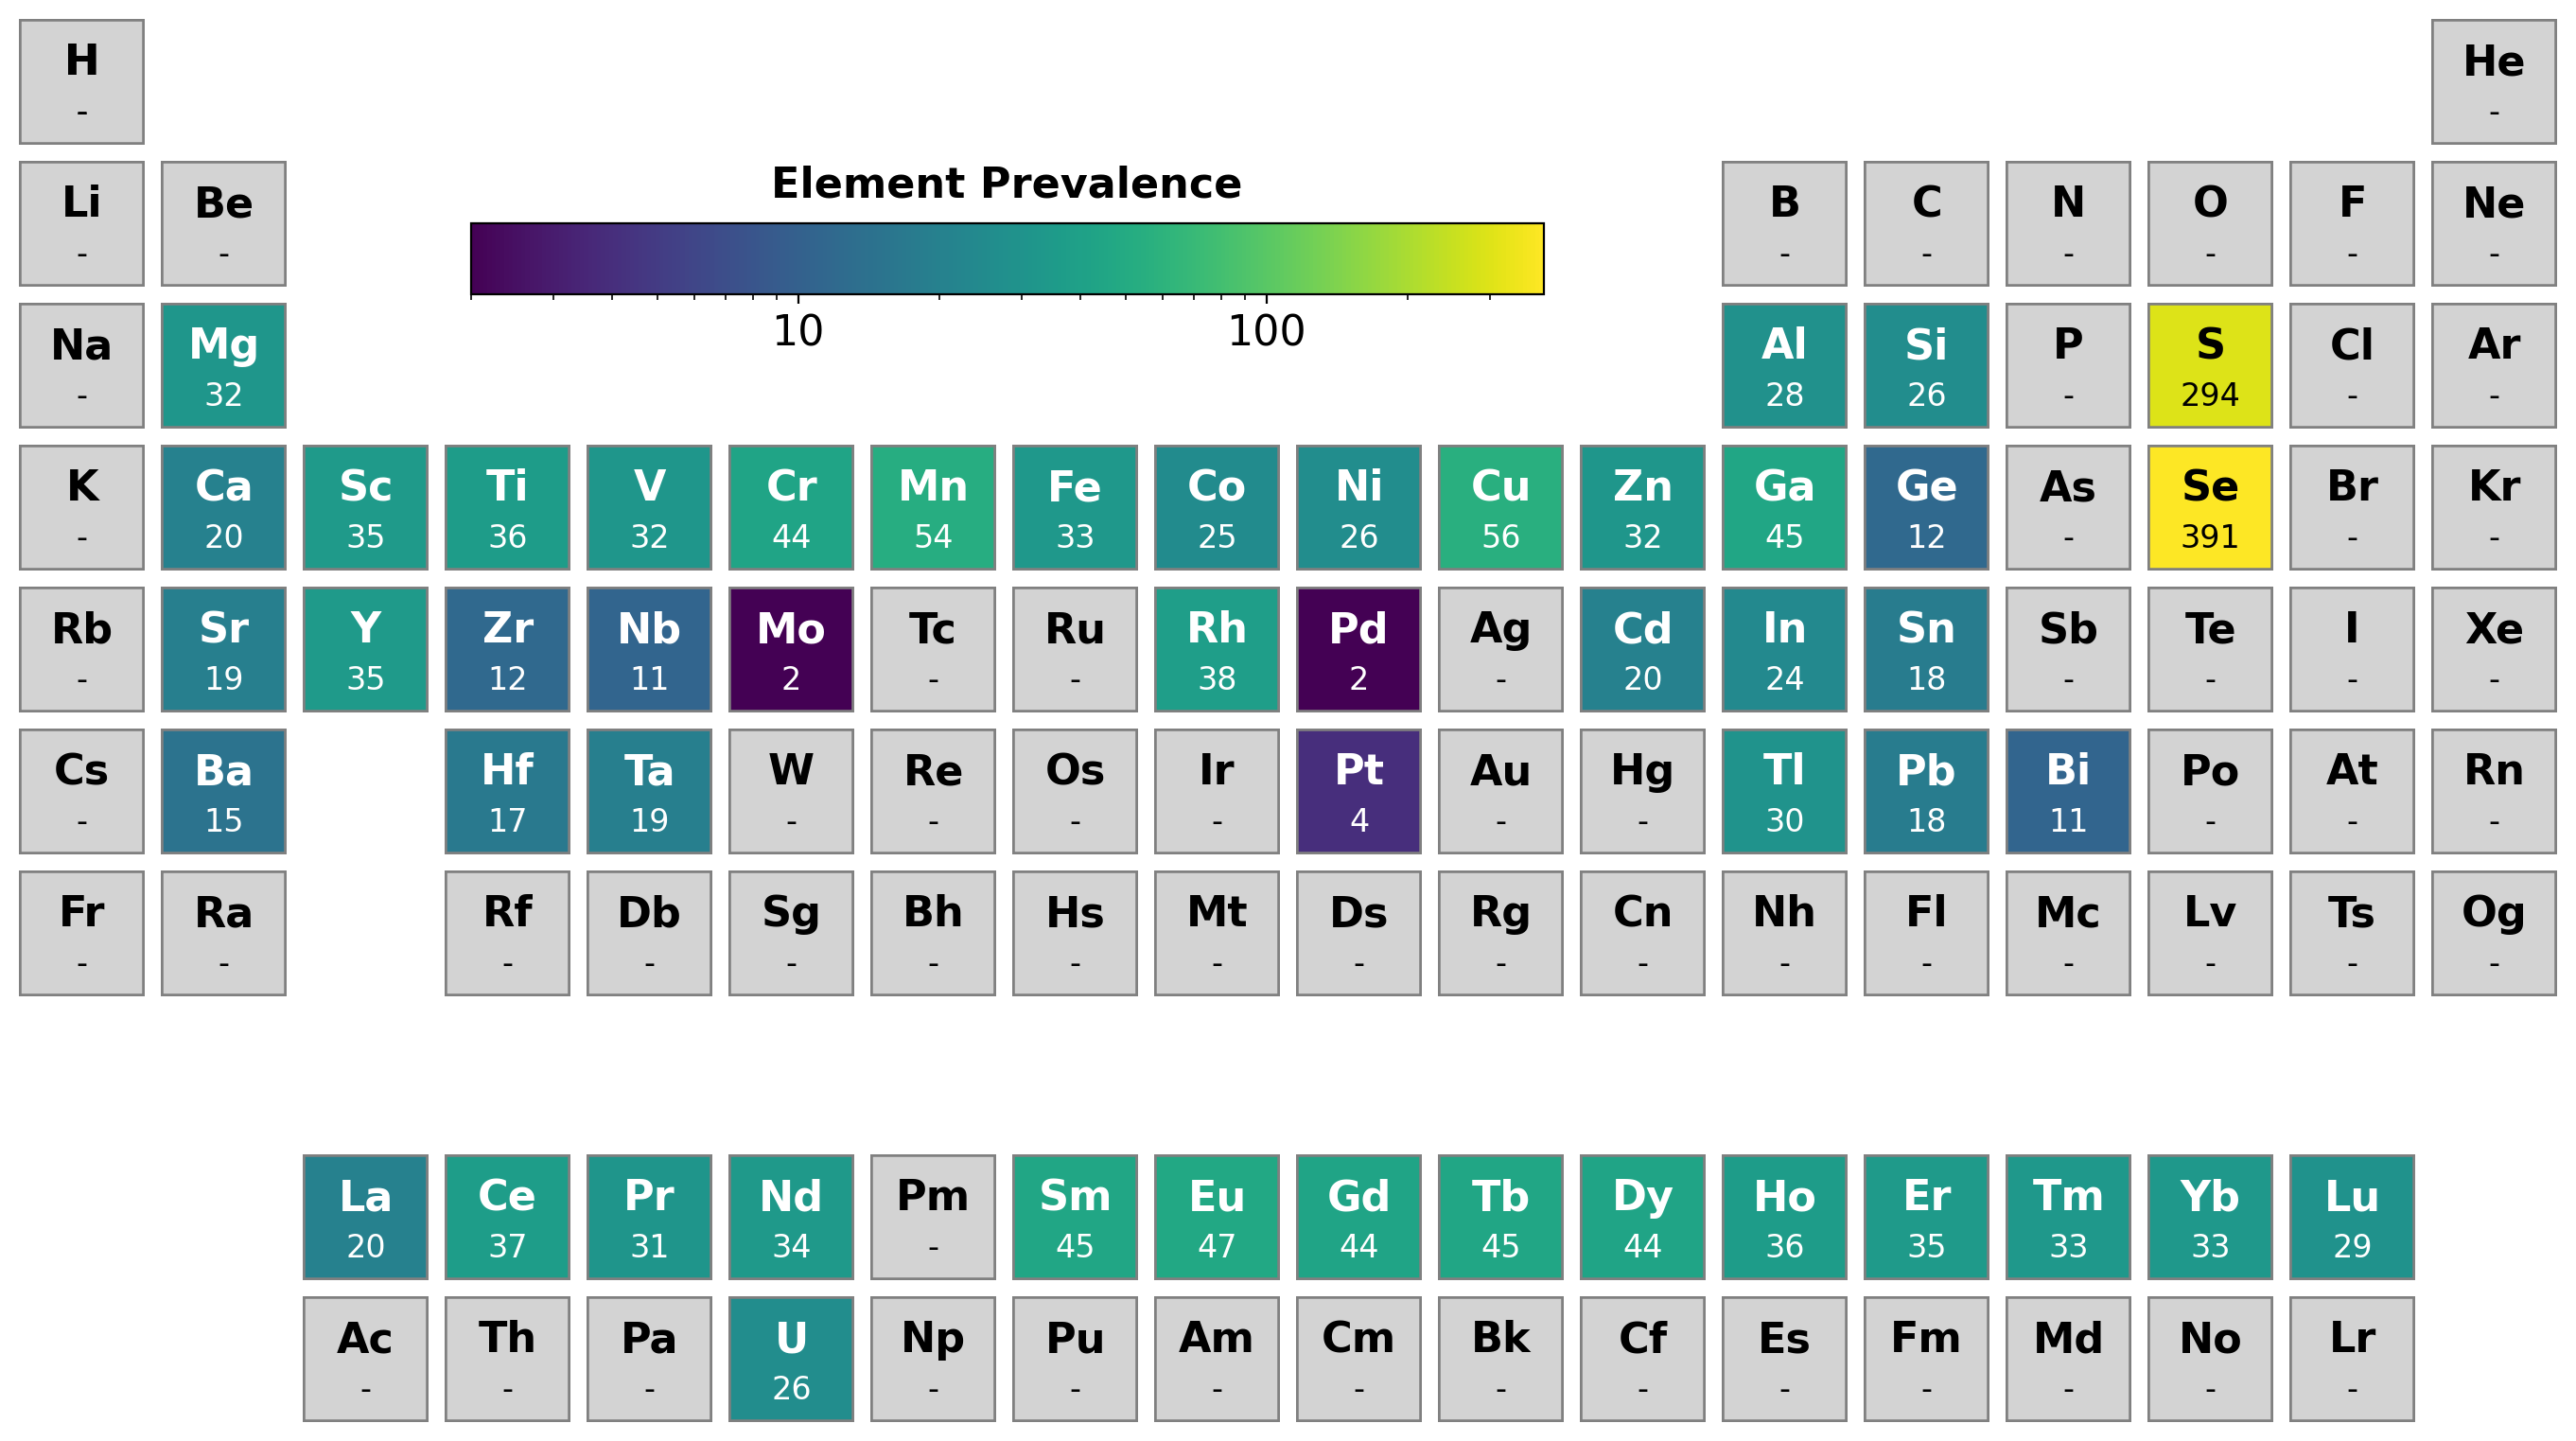 H He
- -
Element Prevalence
Li Be B C N O F Ne
- - - - - - - -
10 100
Na Mg Al Si P S Cl Ar
- 32 28 26 - 294 - -
K Ca Sc Ti V Cr Mn Fe Co Ni Cu Zn Ga Ge As Se Br Kr
- 20 35 36 32 44 54 33 25 26 56 32 45 12 - 391 - -
Rb Sr Y Zr Nb Mo Tc Ru Rh Pd Ag Cd In Sn Sb Te I Xe
- 19 35 12 11 2 - - 38 2 - 20 24 18 - - - -
Cs Ba Hf Ta W Re Os Ir Pt Au Hg Tl Pb Bi Po At Rn
- 15 17 19 - - - - 4 - - 30 18 11 - - -
Fr Ra Rf Db Sg Bh Hs Mt Ds Rg Cn Nh Fl Mc Lv Ts Og
- - - - - - - - - - - - - - - - -
La Ce Pr Nd Pm Sm Eu Gd Tb Dy Ho Er Tm Yb Lu
20 37 31 34 - 45 47 44 45 44 36 35 33 33 29
Ac Th Pa U Np Pu Am Cm Bk Cf Es Fm Md No Lr
- - - 26 - - - - - - - - - - -